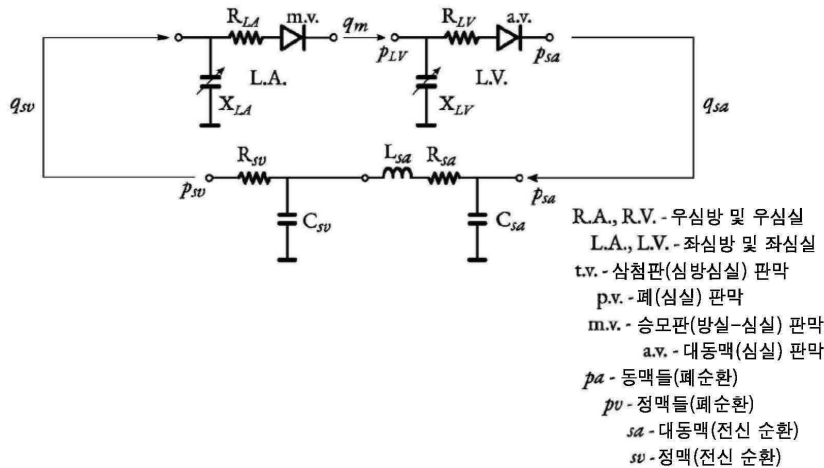 R_LA
m.v.
q_m
R_LV
a.v.
p_LV
p_sa
L.A.
L.V.
X_LA
X_LV
q_sv
q_sa
R_sv
L_sa
R_sa
p_sv
p_sa
C_sv
C_sa
R.A., R.V. - 우심방 및 우심실
L.A., L.V. - 좌심방 및 좌심실
t.v. - 삼첨판(심방심실) 판막
p.v. - 폐(심실) 판막
m.v. - 승모판(방실-심실) 판막
a.v. - 대동맥(심실) 판막
pa - 동맥들(폐순환)
pv - 정맥들(폐순환)
sa - 대동맥(전신 순환)
sv - 정맥(전신 순환)